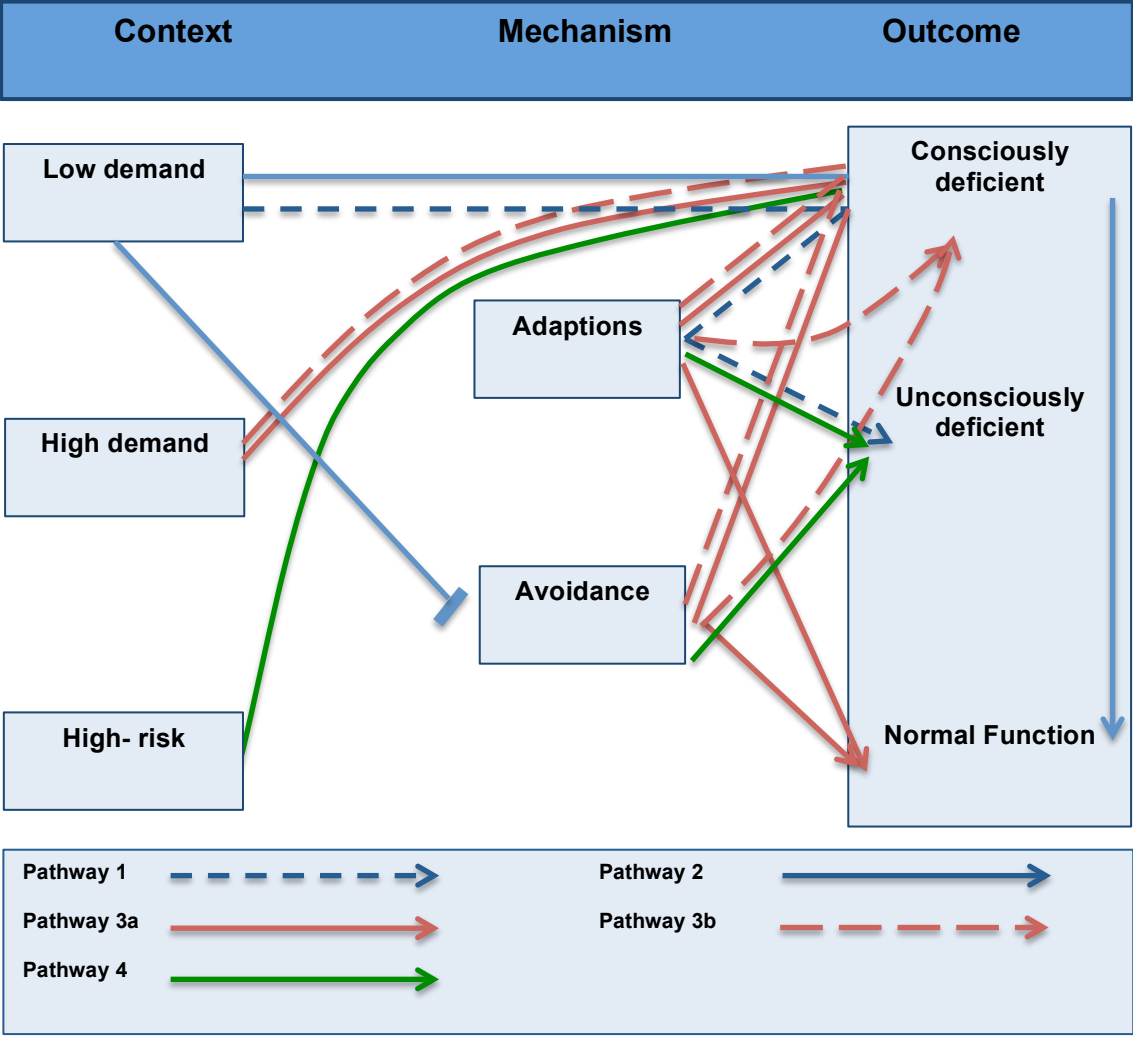 Context
Mechanism
Outcome
Low demand
Consciously
deficient
Adaptions
Unconsciously
deficient
High demand
Avoidance
High- risk
Normal Function
Pathway 1
Pathway 2
Pathway 3a
Pathway 3b
Pathway 4